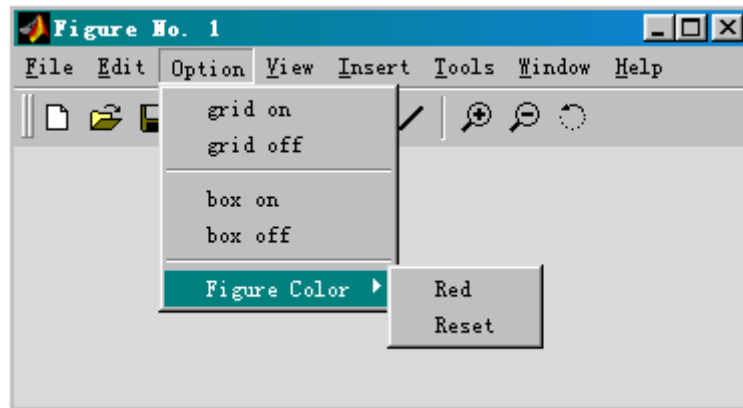 Figure No. 1
File Edit Option View Insert Tools Window Help
grid on
grid off
box on
box off
Figure Color
Red
Reset